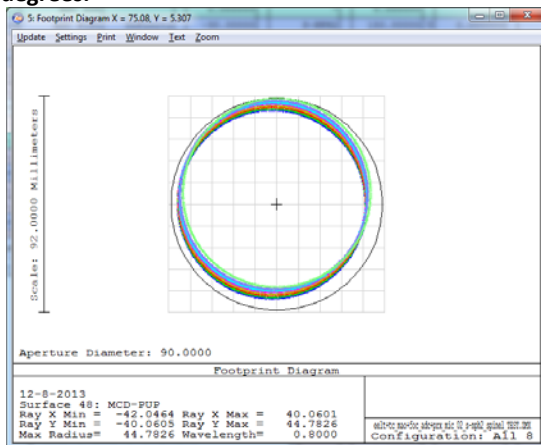 degrees.
5: Footprint Diagram X = 75.08, Y = 5.307
Update Settings Print Window Text Zoom
Scale: 92.0000 Millimeters
Aperture Diameter: 90.0000
Footprint Diagram
12-8-2013
Surface 48: MCD-PUP
Ray X Min = -42.0464 Ray X Max = 40.0601
Ray Y Min = -40.0605 Ray Y Max = 44.7826
Max Radius= 44.7826 Wavelength= 0.8000
Configuration: All 8